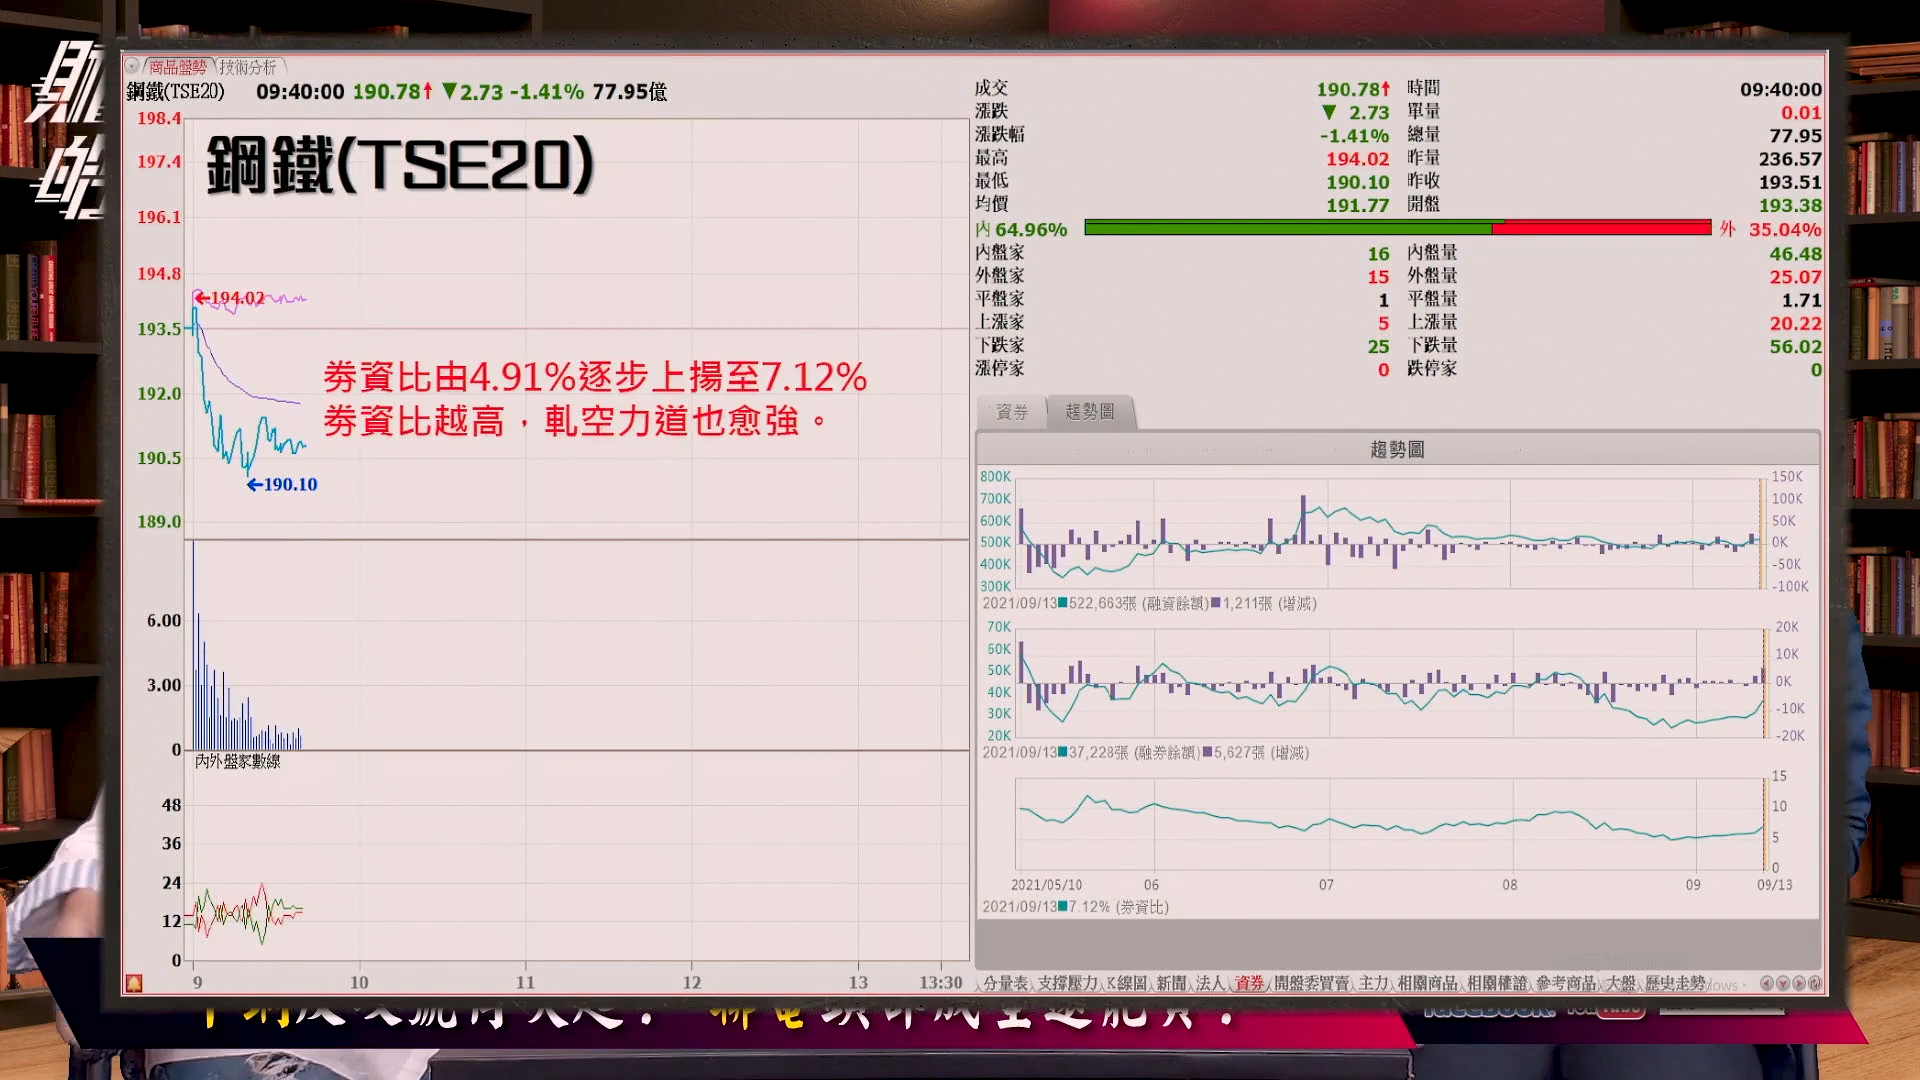 商品盤勢 技術分析
鋼鐵(TSE20) 09:40:00 190.78↑ ▼2.73 -1.41% 77.95億
198.4
鋼鐵(TSE20)
197.4
196.1
194.8
←194.02
193.5
券資比由4.91%逐步上揚至7.12%
券資比越高，軋空力道也愈強。
192.0
190.5
←190.10
189.0
6.00
3.00
0
內外盤家數線
48
36
24
12
0
9 10 11 12 13 13:30
成交 190.78↑ 時間 09:40:00
漲跌 ▼ 2.73 單量 0.01
漲跌幅 -1.41% 總量 77.95
最高 194.02 昨量 236.57
最低 190.10 昨收 193.51
均價 191.77 開盤 193.38
內 64.96% 外 35.04%
內盤家 16 內盤量 46.48
外盤家 15 外盤量 25.07
平盤家 1 平盤量 1.71
上漲家 5 上漲量 20.22
下跌家 25 下跌量 56.02
漲停家 0 跌停家 0
資券 趨勢圖
趨勢圖
800K 150K
700K 100K
600K 50K
500K 0K
400K -50K
300K -100K
2021/09/13■522,663張 (融資餘額)■1,211張 (增減)
70K 20K
60K 10K
50K 0K
40K -10K
30K -20K
20K
2021/09/13■37,228張 (融券餘額)■5,627張 (增減)
15
10
5
0
2021/05/10 06 07 08 09 09/13
2021/09/13■7.12% (券資比)
分量表 支撐壓力 K線圖 新聞 法人 資券 開盤委買賣 主力 相關商品 相關權證 參考商品 大盤 歷史走勢
facebook YouTube